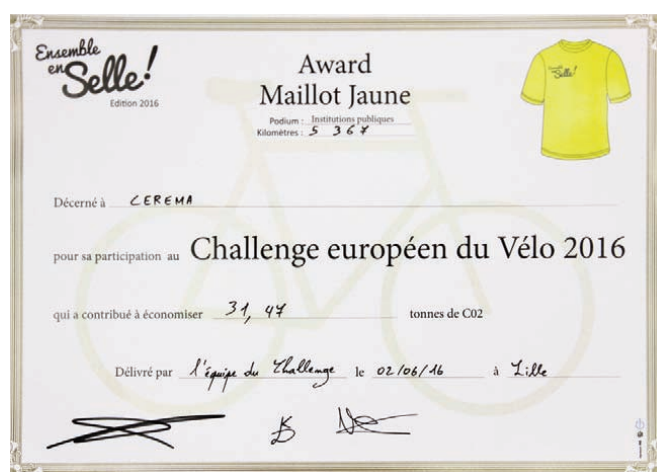 Ensemble
en Selle!
Edition 2016
Award
Maillot Jaune
Podium : Institutions publiques
Kilomètres : 5 367
Selle!
Décerné à CEREMA
pour sa participation au Challenge européen du Vélo 2016
qui a contribué à économiser 31,47 tonnes de C02
Délivré par l'équipe du Challenge le 02/06/16 à Lille